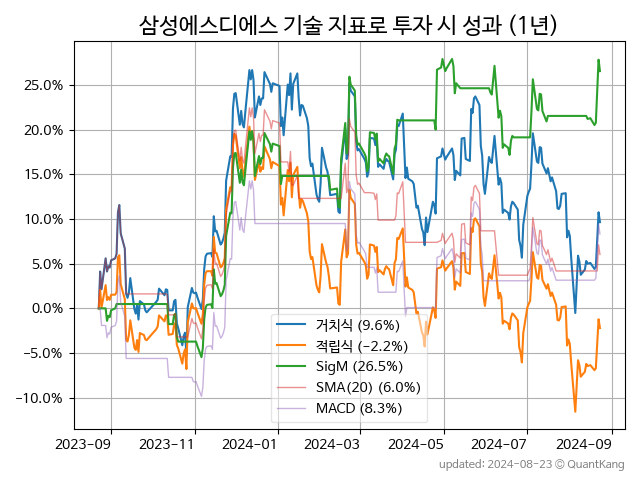 삼성에스디에스 기술 지표로 투자 시 성과 (1년)
25.0%
20.0%
15.0%
10.0%
5.0%
0.0%
−5.0%
−10.0%
거치식 (9.6%)
적립식 (−2.2%)
SigM (26.5%)
SMA(20) (6.0%)
MACD (8.3%)
2023-09 2023-11 2024-01 2024-03 2024-05 2024-07 2024-09
updated: 2024-08-23 © QuantKang